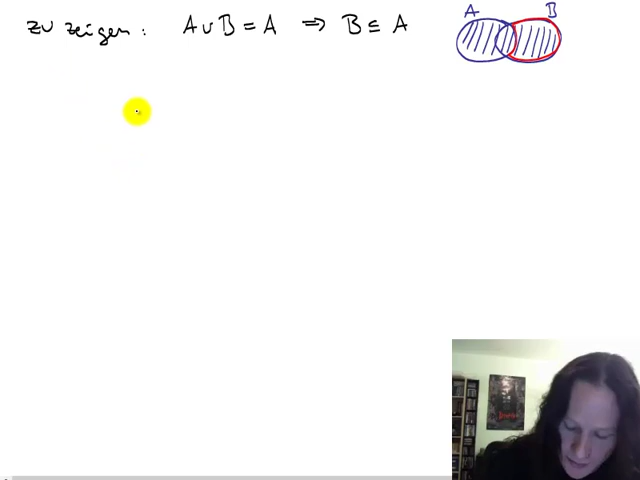 zu zeigen: A ∪ B = A ⇒ B ⊆ A
A B